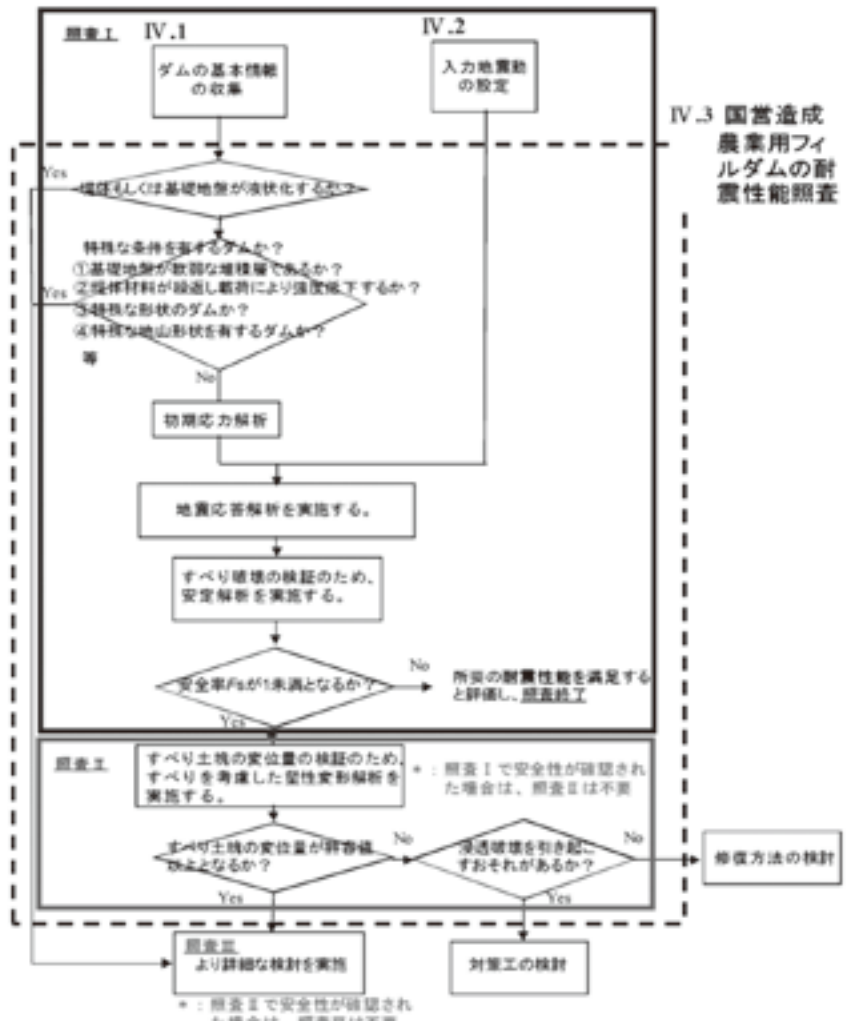 照査Ⅰ
Ⅳ.1
Ⅳ.2
ダムの基本情報
の収集
入力地震動
の設定
Ⅳ.3 国営造成
農業用フィ
ルダムの耐
震性能照査
Yes
堤体もしくは基礎地盤が液状化するか?
特殊な条件を有するダムか?
①基礎地盤が軟弱な堆積層であるか?
②堤体材料が繰返し載荷により強度低下するか?
Yes
③特殊な形状のダムか?
④特殊な地山形状を有するダムか?
等
No
初期応力解析
地震応答解析を実施する。
すべり破壊の検証のため、
安定解析を実施する。
安全率Fsが1未満となるか?
No
所要の耐震性能を満足する
と評価し、照査終了
Yes
照査Ⅱ
すべり土塊の変位量の検証のため、
すべりを考慮した塑性変形解析を
実施する。
*:照査Ⅰで安全性が確認され
た場合は、照査Ⅱは不要
すべり土塊の変位量が許容値
以上となるか?
No
浸透破壊を引き起こ
すおそれがあるか?
No
修復方法の検討
Yes
Yes
照査Ⅲ
より詳細な検討を実施
対策工の検討
*:照査Ⅱで安全性が確認され
た場合は、照査Ⅲは不要